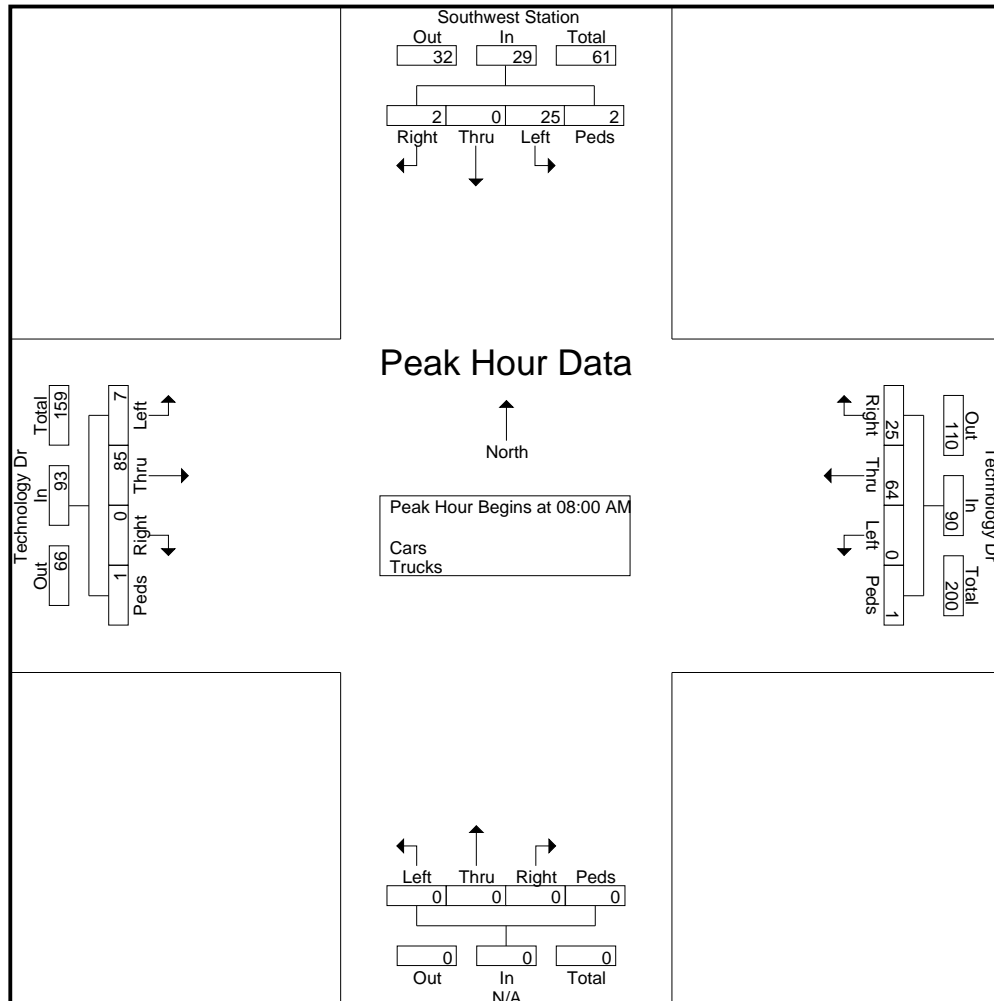 Southwest Station
Out In Total
32 29 61
2 0 25 2
Right Thru Left Peds
Peak Hour Data
North
Peak Hour Begins at 08:00 AM
Cars
Trucks
Technology Dr
Total In Out
159 93 66
7 85 0 1
Left Thru Right Peds
Right Thru Left Peds
25 64 0 1
110 90 200
Out In Total
Technology Dr
Left Thru Right Peds
0 0 0 0
0 0 0
Out In Total
N/A